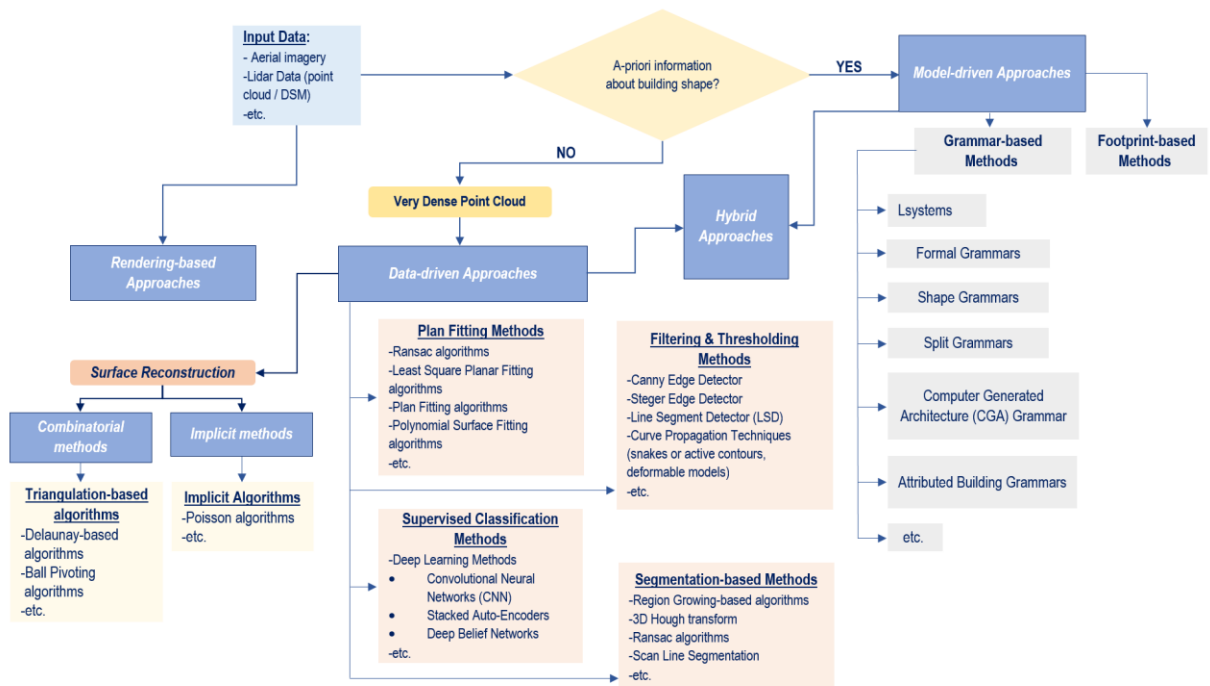 Input Data:
- Aerial imagery
-Lidar Data (point
cloud / DSM)
-etc.
A-priori information
about building shape?
YES
Model-driven Approaches
NO
Grammar-based
Methods
Footprint-based
Methods
Very Dense Point Cloud
Hybrid
Approaches
Lsystems
Rendering-based
Approaches
Data-driven Approaches
Formal Grammars
Shape Grammars
Split Grammars
Computer Generated
Architecture (CGA) Grammar
Attributed Building Grammars
etc.
Plan Fitting Methods
-Ransac algorithms
-Least Square Planar Fitting
algorithms
-Plan Fitting algorithms
-Polynomial Surface Fitting
algorithms
-etc.
Filtering & Thresholding
Methods
-Canny Edge Detector
-Steger Edge Detector
-Line Segment Detector (LSD)
-Curve Propagation Techniques
(snakes or active contours,
deformable models)
-etc.
Surface Reconstruction
Combinatorial
methods
Implicit methods
Triangulation-based
algorithms
-Delaunay-based
algorithms
-Ball Pivoting
algorithms
-etc.
Implicit Algorithms
-Poisson algorithms
-etc.
Supervised Classification
Methods
-Deep Learning Methods
• Convolutional Neural
Networks (CNN)
• Stacked Auto-Encoders
• Deep Belief Networks
-etc.
Segmentation-based Methods
-Region Growing-based algorithms
-3D Hough transform
-Ransac algorithms
-Scan Line Segmentation
-etc.